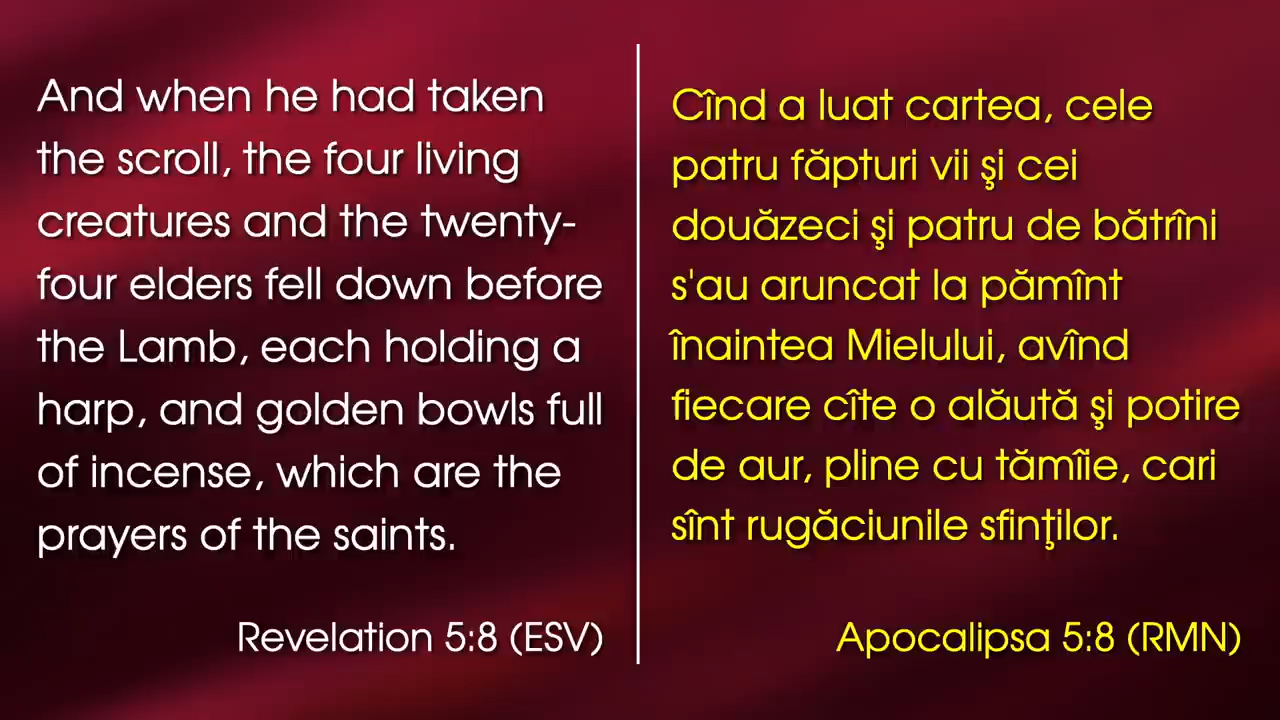 And when he had taken
the scroll, the four living
creatures and the twenty-
four elders fell down before
the Lamb, each holding a
harp, and golden bowls full
of incense, which are the
prayers of the saints.
Revelation 5:8 (ESV)
Cînd a luat cartea, cele
patru făpturi vii şi cei
douăzeci şi patru de bătrîni
s'au aruncat la pămînt
înaintea Mielului, avînd
fiecare cîte o alăută şi potire
de aur, pline cu tămîie, cari
sînt rugăciunile sfinţilor.
Apocalipsa 5:8 (RMN)